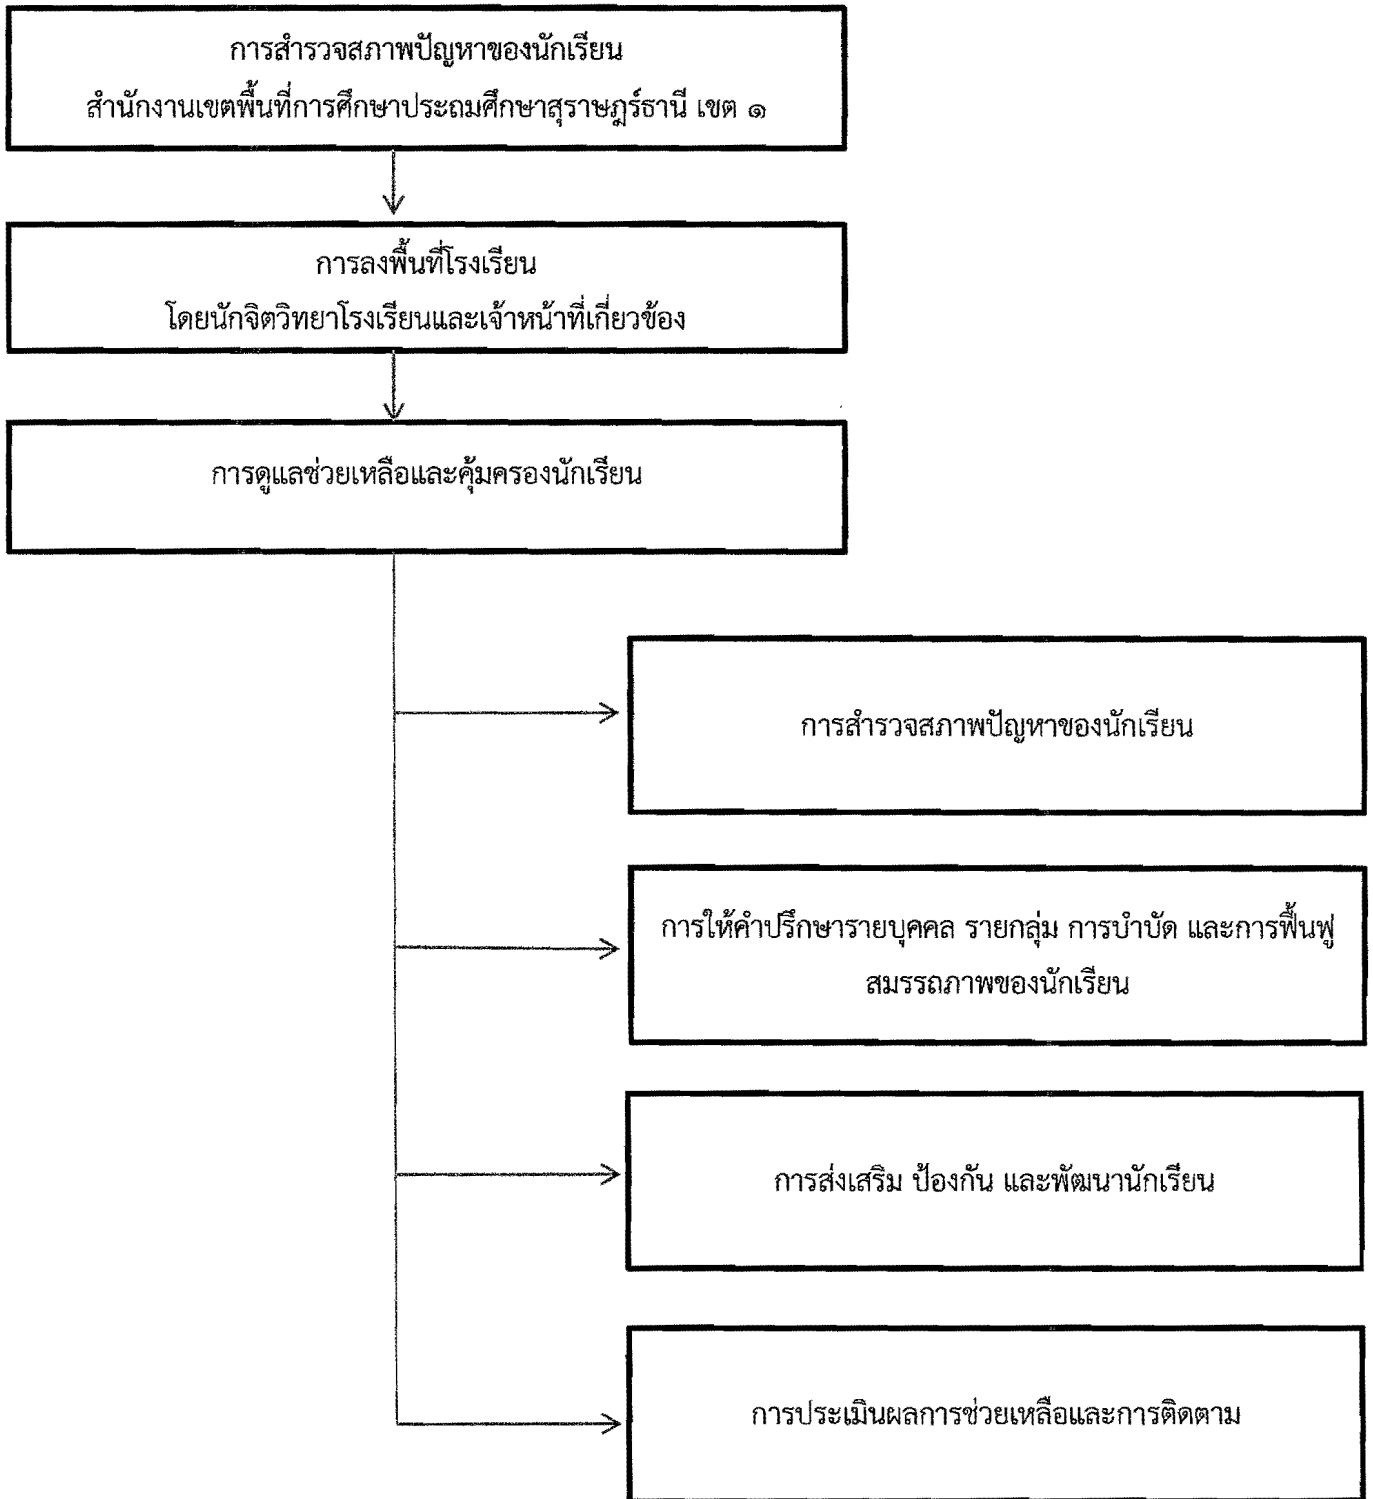 การสำรวจสภาพปัญหาของนักเรียน
สำนักงานเขตพื้นที่การศึกษาประถมศึกษาสุราษฎร์ธานี เขต ๑
การลงพื้นที่โรงเรียน
โดยนักจิตวิทยาโรงเรียนและเจ้าหน้าที่เกี่ยวข้อง
การดูแลช่วยเหลือและคุ้มครองนักเรียน
การสำรวจสภาพปัญหาของนักเรียน
การให้คำปรึกษารายบุคคล รายกลุ่ม การบำบัด และการฟื้นฟู
สมรรถภาพของนักเรียน
การส่งเสริม ป้องกัน และพัฒนานักเรียน
การประเมินผลการช่วยเหลือและการติดตาม